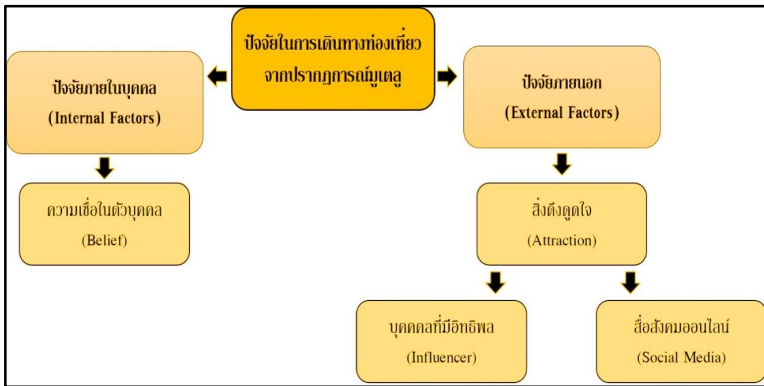 ปัจจัยในการเดินทางท่องเที่ยว
จากปรากฏการณ์มูเตลู
ปัจจัยภายในบุคคล
(Internal Factors)
ปัจจัยภายนอก
(External Factors)
ความเชื่อในตัวบุคคล
(Belief)
สิ่งดึงดูดใจ
(Attraction)
บุคคลที่มีอิทธิพล
(Influencer)
สื่อสังคมออนไลน์
(Social Media)